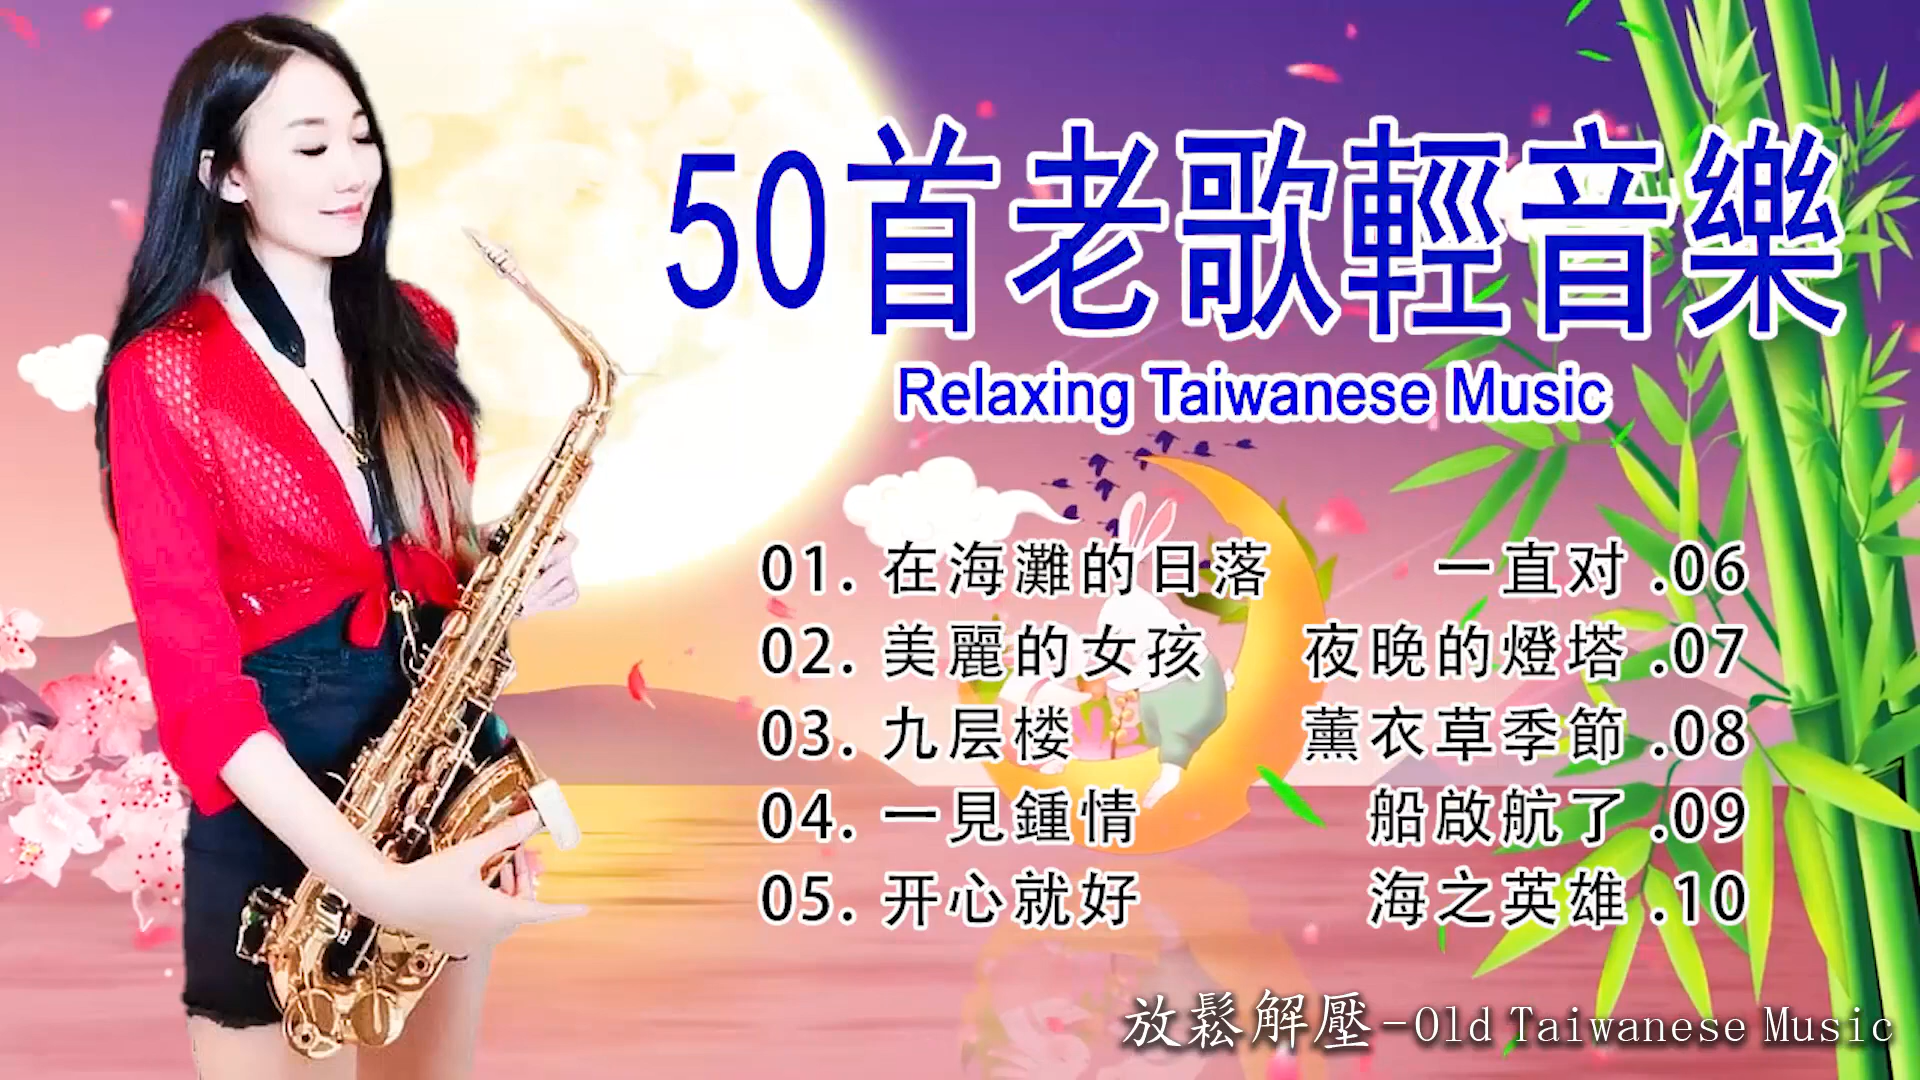 50首老歌輕音樂
Relaxing Taiwanese Music
01. 在海灘的日落
02. 美麗的女孩
03. 九层楼
04. 一見鍾情
05. 开心就好
一直对 .06
夜晚的燈塔 .07
薰衣草季節 .08
船啟航了 .09
海之英雄 .10
放鬆解壓-Old Taiwanese Music